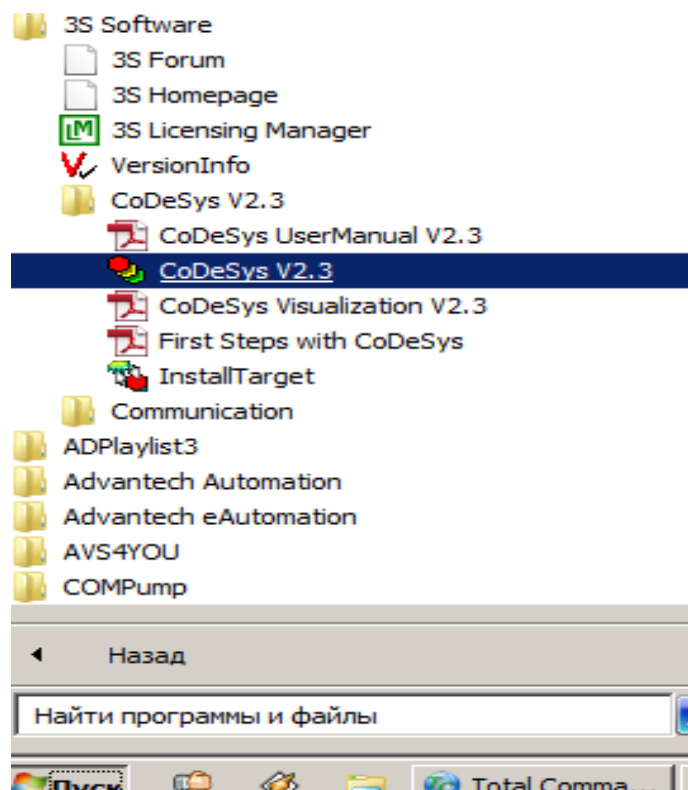 3S Software
3S Forum
3S Homepage
3S Licensing Manager
VersionInfo
CoDeSys V2.3
CoDeSys UserManual V2.3
CoDeSys V2.3
CoDeSys Visualization V2.3
First Steps with CoDeSys
InstallTarget
Communication
ADPlaylist3
Advantech Automation
Advantech eAutomation
AVS4YOU
COMPump
Назад
Найти программы и файлы
Пуск Total Comma...